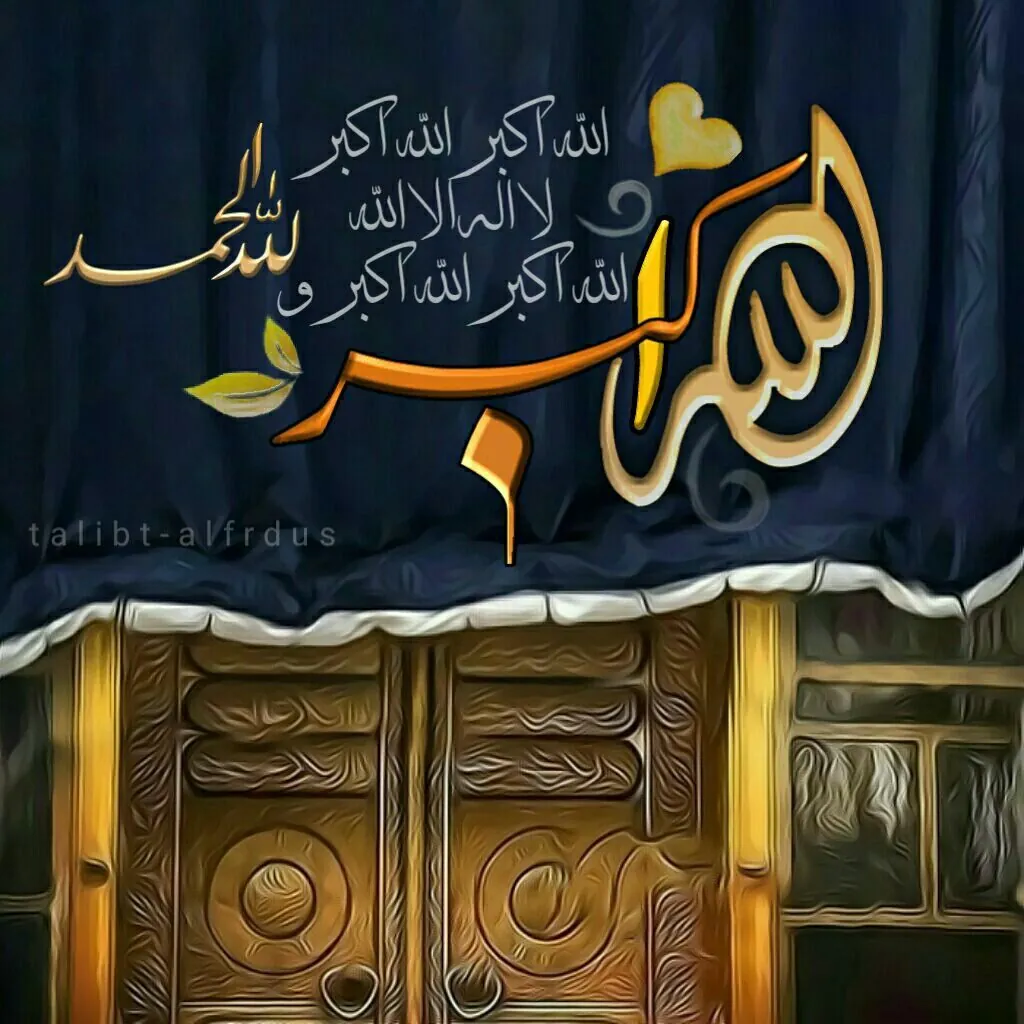 الله اكبر
الله اكبر الله اكبر
لا اله الا الله
الله اكبر الله اكبر و
لله الحمد
talibt-alfrdus